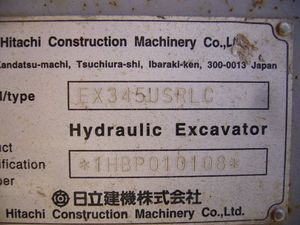 Hitachi Construction Machinery Co.,Ltd.
Kandatsu-machi, Tsuchiura-shi, Ibaraki-ken, 300-0013 Japan
/type EX345USRLC
Hydraulic Excavator
uct
ification *1HBP010108*
ber
日立建機株式会社
Hitachi Construction Machinery Co.,Ltd.